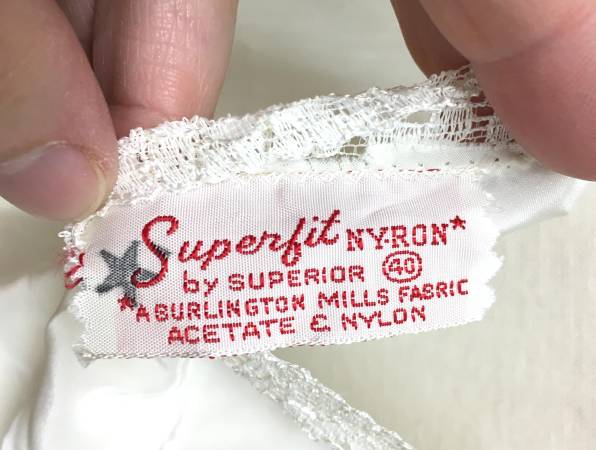 Superfit NY-RON*
by SUPERIOR 40
*A BURLINGTON MILLS FABRIC
ACETATE & NYLON